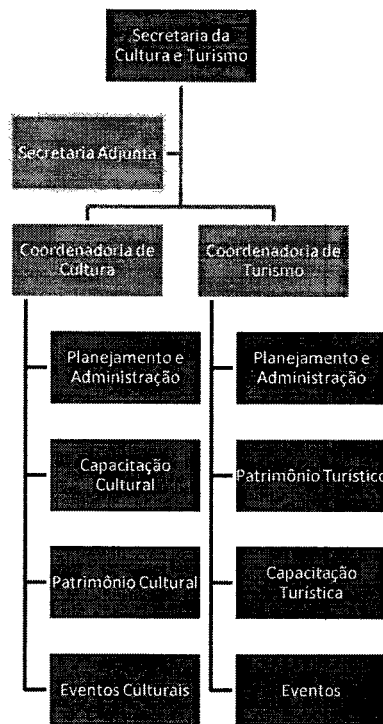 Secretaria da
Cultura e Turismo
Secretaria Adjunta
Coordenadoria de
Cultura
Coordenadoria de
Turismo
Planejamento e
Administração
Capacitação
Cultural
Patrimônio Cultural
Eventos Culturais
Planejamento e
Administração
Patrimônio Turístico
Capacitação
Turística
Eventos